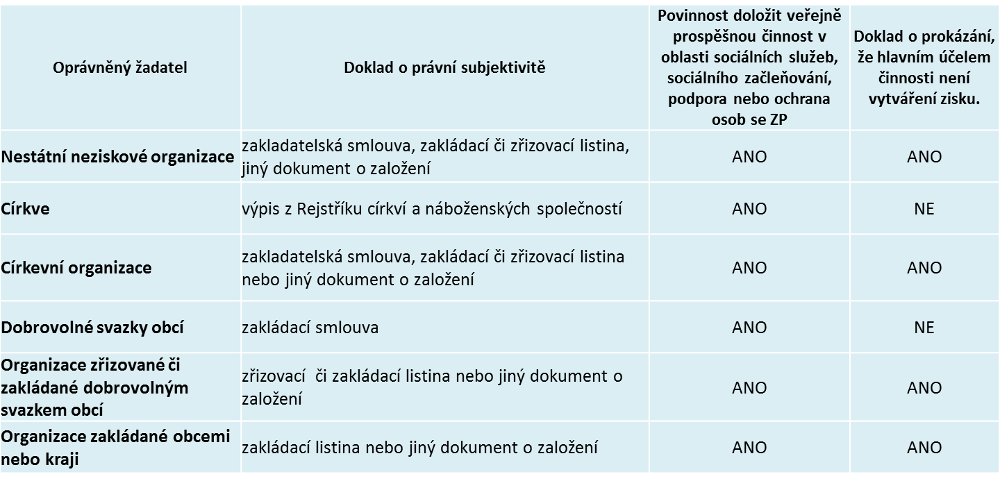 Oprávněný žadatel
Doklad o právní subjektivitě
Povinnost doložit veřejně
prospěšnou činnost v
oblasti sociálních služeb,
sociálního začleňování,
podpora nebo ochrana
osob se ZP
Doklad o prokázání,
že hlavním účelem
činnosti není
vytváření zisku.
Nestátní neziskové organizace
zakladatelská smlouva, zakládací či zřizovací listina,
jiný dokument o založení
ANO
ANO
Církve
výpis z Rejstříku církví a náboženských společností
ANO
NE
Církevní organizace
zakladatelská smlouva, zakládací či zřizovací listina
nebo jiný dokument o založení
ANO
ANO
Dobrovolné svazky obcí
zakládací smlouva
ANO
NE
Organizace zřizované či
zakládané dobrovolným
svazkem obcí
zřizovací či zakládací listina nebo jiný dokument o
založení
ANO
ANO
Organizace zakládané obcemi
nebo kraji
zakládací listina nebo jiný dokument o založení
ANO
ANO